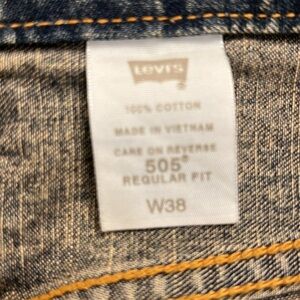 Levi's
®
100% COTTON
MADE IN VIETNAM
CARE ON REVERSE
505®
REGULAR FIT
W38